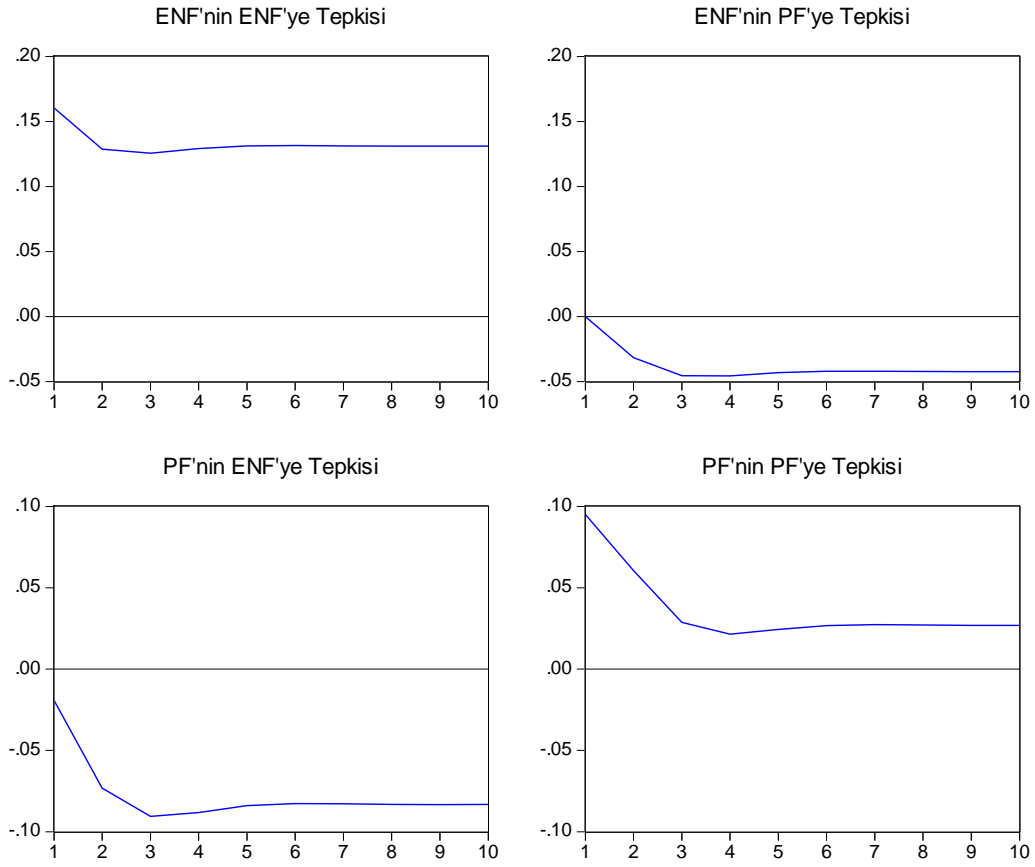 ENF'nin ENF'ye Tepkisi
.20
.15
.10
.05
.00
-.05
1 2 3 4 5 6 7 8 9 10
ENF'nin PF'ye Tepkisi
.20
.15
.10
.05
.00
-.05
1 2 3 4 5 6 7 8 9 10
PF'nin ENF'ye Tepkisi
.10
.05
.00
-.05
-.10
1 2 3 4 5 6 7 8 9 10
PF'nin PF'ye Tepkisi
.10
.05
.00
-.05
-.10
1 2 3 4 5 6 7 8 9 10